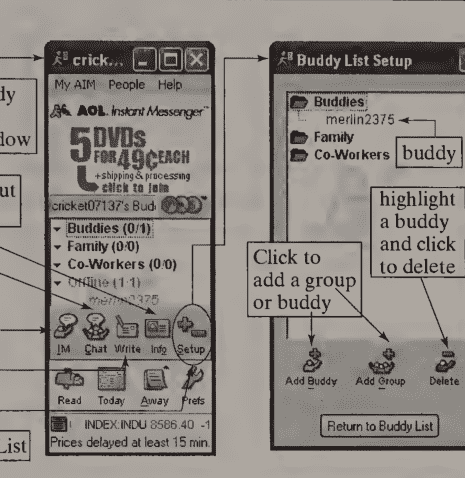 crick...
My AIM People Help
AOL Instant Messenger™
5 DVDs
FOR 49¢ EACH
+shipping & processing
click to join
cricket07137's Bud
Buddies (0/1)
Family (0/0)
Co-Workers (0/0)
Offline (1/1)
merlin2375
IM Chat Write Info Setup
Read Today Away Prefs
INDEX:INDU 8586.40 -1
Prices delayed at least 15 min.
dy
dow
ut
List
Buddy List Setup
Buddies
merlin2375
Family
Co-Workers
buddy
highlight
a buddy
and click
to delete
Click to
add a group
or buddy
Add Buddy Add Group Delete
Return to Buddy List